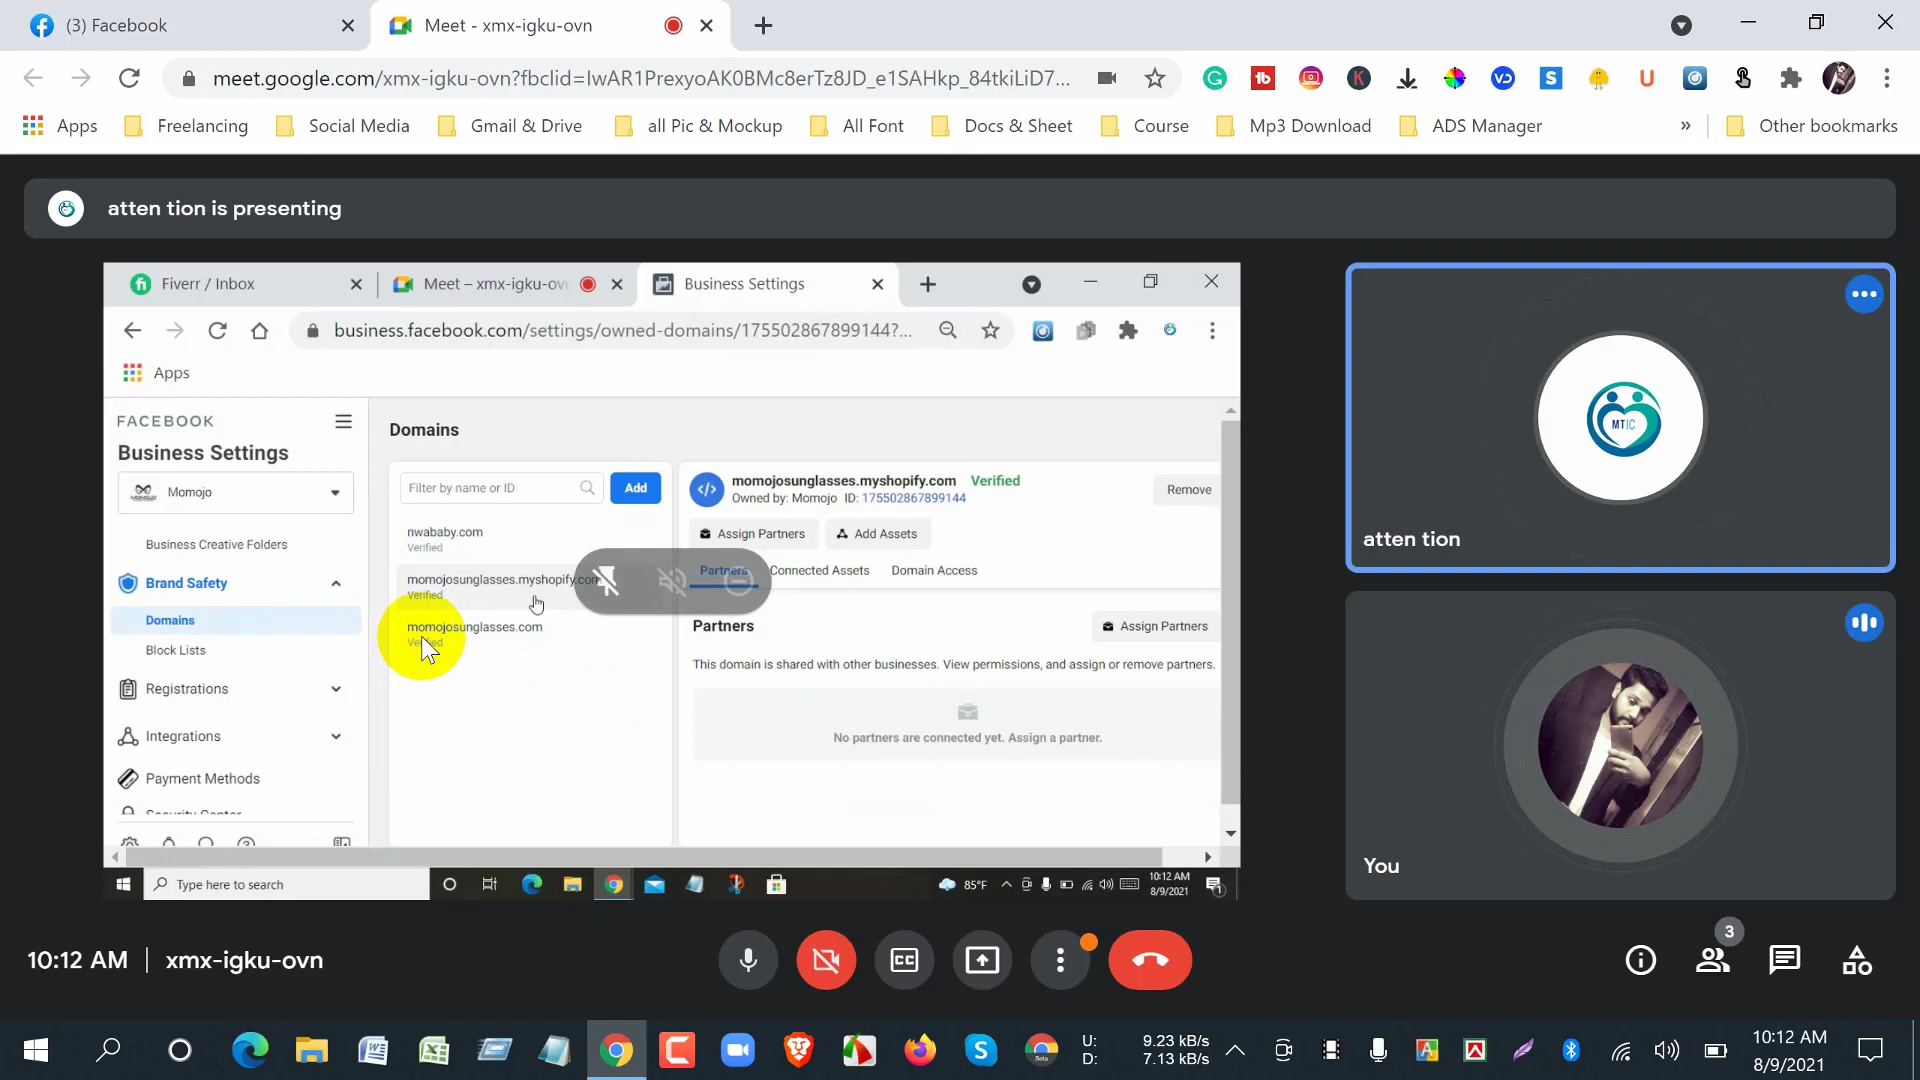 (3) Facebook
Meet - xmx-igku-ovn
meet.google.com/xmx-igku-ovn?fbclid=IwAR1PrexyoAK0BMc8erTz8JD_e1SAHkp_84tkiLiD7...
Apps
Freelancing
Social Media
Gmail & Drive
all Pic & Mockup
All Font
Docs & Sheet
Course
Mp3 Download
ADS Manager
»
Other bookmarks
atten tion is presenting
Fiverr / Inbox
Meet – xmx-igku-ov
Business Settings
business.facebook.com/settings/owned-domains/175502867899144?...
Apps
FACEBOOK
Business Settings
MOMOJO
Momojo
Business Creative Folders
Brand Safety
Domains
Block Lists
Registrations
Integrations
Payment Methods
Security Center
Domains
Filter by name or ID
Add
nwababy.com
Verified
momojosunglasses.myshopify.com
Verified
momojosunglasses.com
Verified
momojosunglasses.myshopify.com Verified
Owned by: Momojo ID: 175502867899144
Remove
Assign Partners
Add Assets
Partners
Connected Assets
Domain Access
Partners
Assign Partners
This domain is shared with other businesses. View permissions, and assign or remove partners.
No partners are connected yet. Assign a partner.
Type here to search
85°F
10:12 AM
8/9/2021
1
MTIC
atten tion
You
10:12 AM
xmx-igku-ovn
CC
3
U: 9.23 kB/s
D: 7.13 kB/s
10:12 AM
8/9/2021